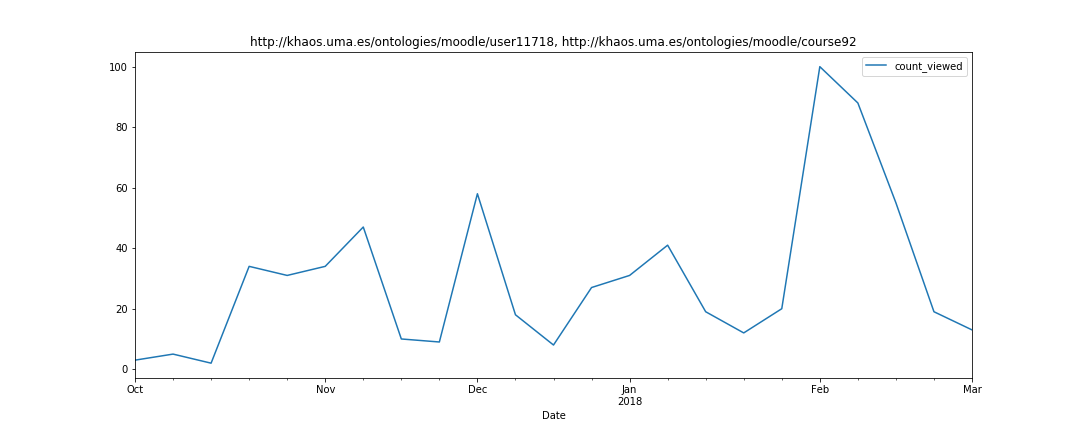 http://khaos.uma.es/ontologies/moodle/user11718, http://khaos.uma.es/ontologies/moodle/course92
count_viewed
100
80
60
40
20
0
Oct Nov Dec Jan Feb Mar
2018
Date